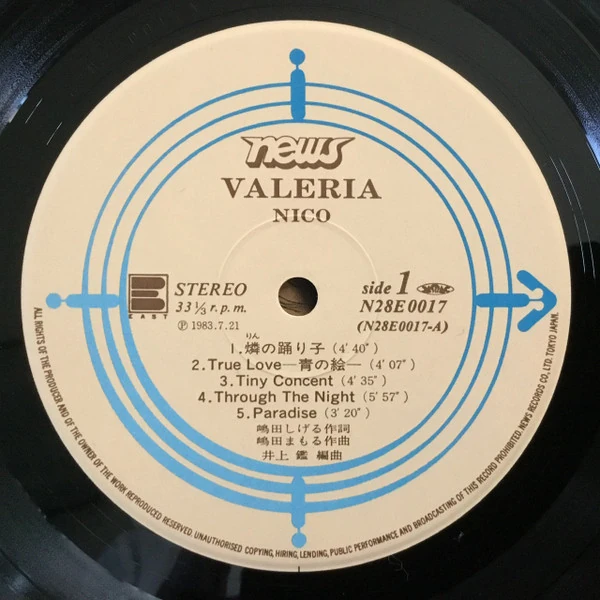 news
VALERIA
NICO
EAST
STEREO
33⅓ r.p.m.
Ⓟ 1983.7.21
side 1
N28E0017
(N28E0017-A)
りん
1.燐の踊り子(4'40")
2.True Love—青の絵—(4'07")
3.Tiny Concent(4'35")
4.Through The Night(5'57")
5.Paradise(3'20")
嶋田しげる作詞
嶋田まもる作曲
井上 鑑 編曲
ALL RIGHTS OF THE PRODUCER AND OF THE OWNER OF THE WORK REPRODUCED RESERVED. UNAUTHORISED COPYING, HIRING, LENDING, PUBLIC PERFORMANCE AND BROADCASTING OF THIS RECORD PROHIBITED. NEWS RECORDS CO., LTD. TOKYO JAPAN.